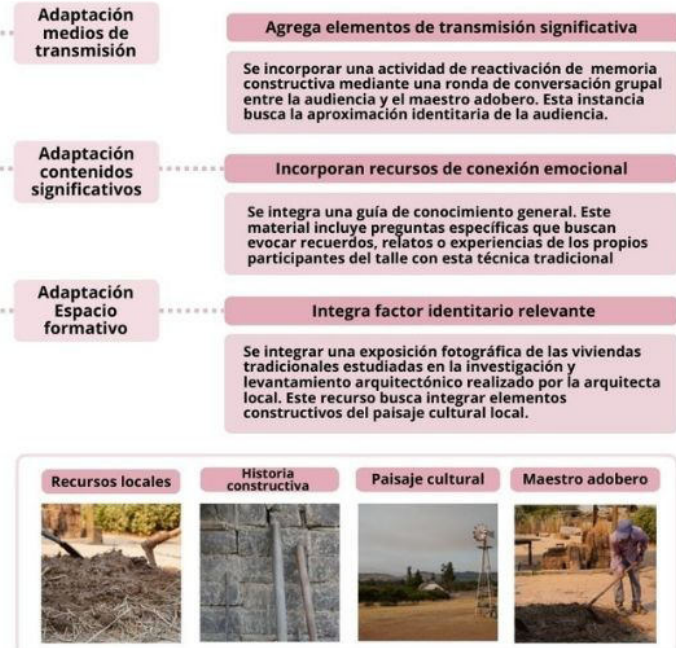 Adaptación
medios de
transmisión
Agrega elementos de transmisión significativa
Se incorporar una actividad de reactivación de memoria
constructiva mediante una ronda de conversación grupal
entre la audiencia y el maestro adobero. Esta instancia
busca la aproximación identitaria de la audiencia.
Adaptación
contenidos
significativos
Incorporan recursos de conexión emocional
Se integra una guía de conocimiento general. Este
material incluye preguntas específicas que buscan
evocar recuerdos, relatos o experiencias de los propios
participantes del talle con esta técnica tradicional
Adaptación
Espacio
formativo
Integra factor identitario relevante
Se integrar una exposición fotográfica de las viviendas
tradicionales estudiadas en la investigación y
levantamiento arquitectónico realizado por la arquitecta
local. Este recurso busca integrar elementos
constructivos del paisaje cultural local.
Recursos locales
Historia
constructiva
Paisaje cultural
Maestro adobero